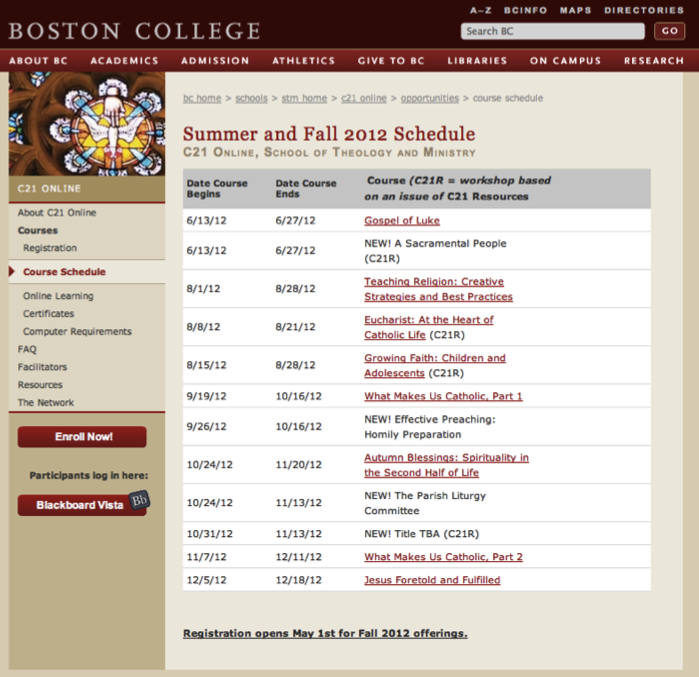 A–Z BCINFO MAPS DIRECTORIES
BOSTON COLLEGE
Search BC
GO
ABOUT BC ACADEMICS ADMISSION ATHLETICS GIVE TO BC LIBRARIES ON CAMPUS RESEARCH
C21 ONLINE
About C21 Online
Courses
Registration
Course Schedule
Online Learning
Certificates
Computer Requirements
FAQ
Facilitators
Resources
The Network
Enroll Now!
Participants log in here:
Blackboard Vista
Bb
bc home > schools > stm home > c21 online > opportunities > course schedule
Summer and Fall 2012 Schedule
C21 Online, School of Theology and Ministry
Date Course Begins Date Course Ends Course (C21R = workshop based on an issue of C21 Resources
6/13/12 6/27/12 Gospel of Luke
6/13/12 6/27/12 NEW! A Sacramental People
(C21R)
8/1/12 8/28/12 Teaching Religion: Creative
Strategies and Best Practices
8/8/12 8/21/12 Eucharist: At the Heart of
Catholic Life (C21R)
8/15/12 8/28/12 Growing Faith: Children and
Adolescents (C21R)
9/19/12 10/16/12 What Makes Us Catholic, Part 1
9/26/12 10/16/12 NEW! Effective Preaching:
Homily Preparation
10/24/12 11/20/12 Autumn Blessings: Spirituality in
the Second Half of Life
10/24/12 11/13/12 NEW! The Parish Liturgy
Committee
10/31/12 11/13/12 NEW! Title TBA (C21R)
11/7/12 12/11/12 What Makes Us Catholic, Part 2
12/5/12 12/18/12 Jesus Foretold and Fulfilled
Registration opens May 1st for Fall 2012 offerings.